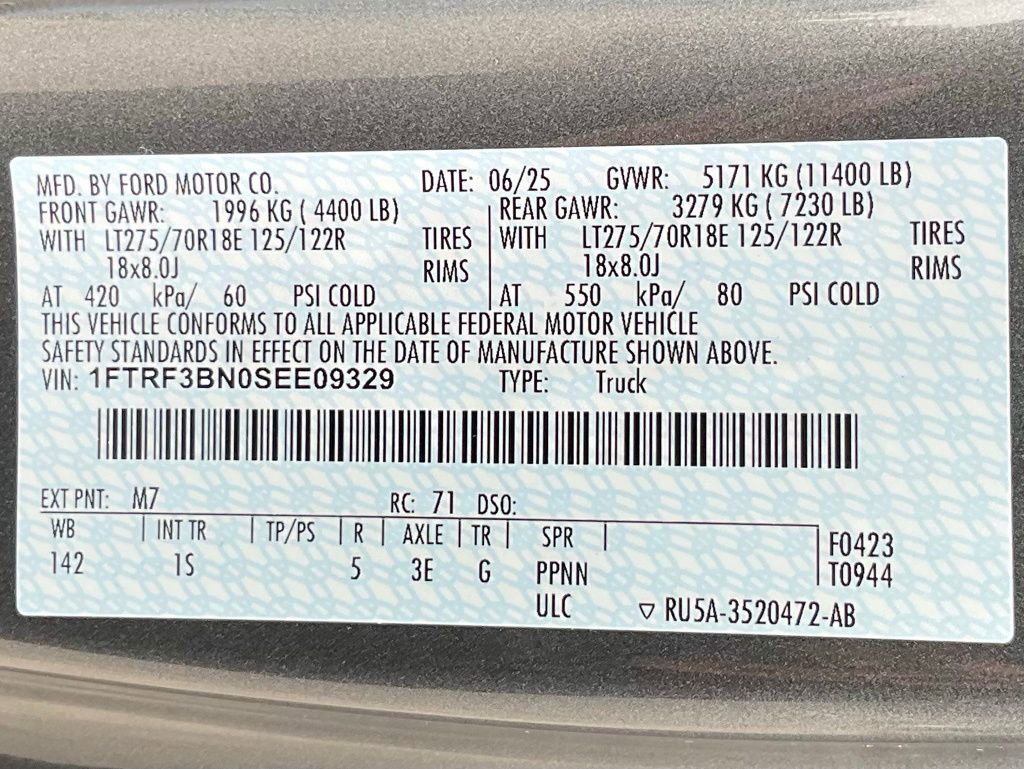 MFD. BY FORD MOTOR CO. DATE: 06/25 GVWR: 5171 KG (11400 LB)
FRONT GAWR: 1996 KG ( 4400 LB) REAR GAWR: 3279 KG ( 7230 LB)
WITH LT275/70R18E 125/122R TIRES WITH LT275/70R18E 125/122R TIRES
18x8.0J RIMS 18x8.0J RIMS
AT 420 kPa/ 60 PSI COLD AT 550 kPa/ 80 PSI COLD
THIS VEHICLE CONFORMS TO ALL APPLICABLE FEDERAL MOTOR VEHICLE
SAFETY STANDARDS IN EFFECT ON THE DATE OF MANUFACTURE SHOWN ABOVE.
VIN: 1FTRF3BN0SEE09329 TYPE: Truck
EXT PNT: M7 RC: 71 DSO:
WB INT TR TP/PS R AXLE TR SPR F0423
142 1S 5 3E G PPNN T0944
ULC RU5A-3520472-AB